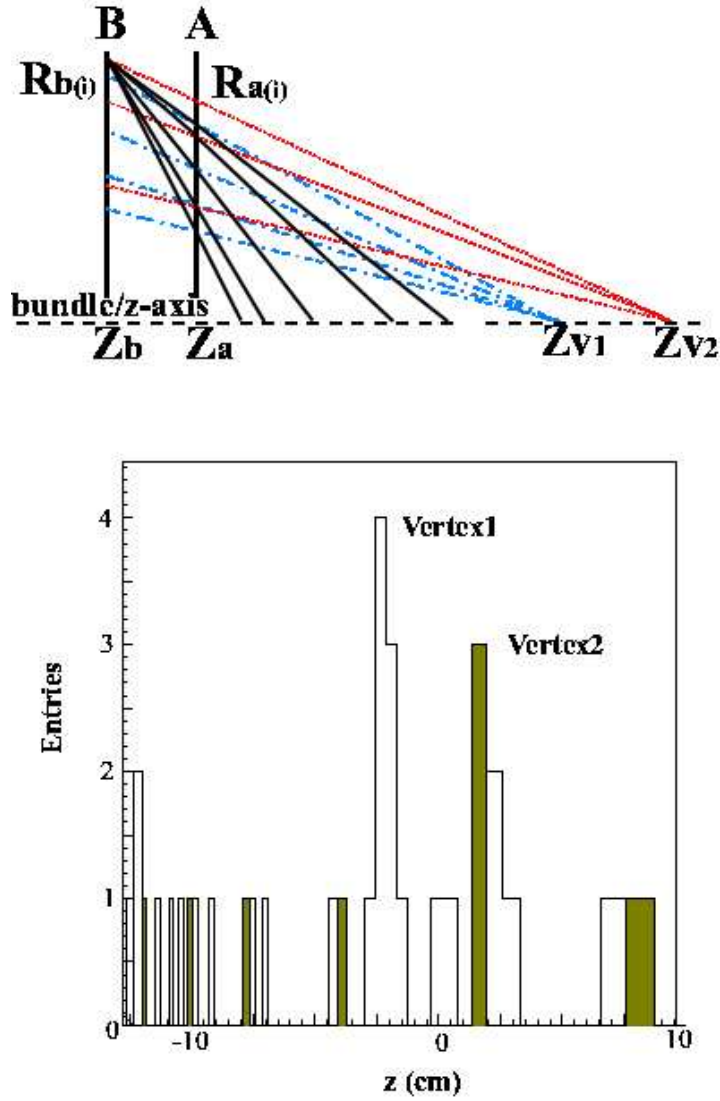 B A
Rb(i) Ra(i)
bundlc/z-axis
Zb Za Zv1 Zv2
4
Vertex1
3
Vertex2
Entries
2
1
0
-10 0 10
z (cm)